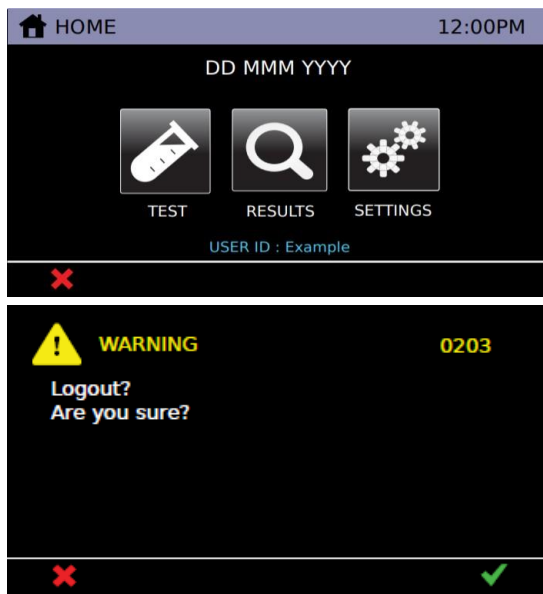 HOME 12:00PM
DD MMM YYYY
TEST RESULTS SETTINGS
USER ID : Example
! WARNING 0203
Logout?
Are you sure?